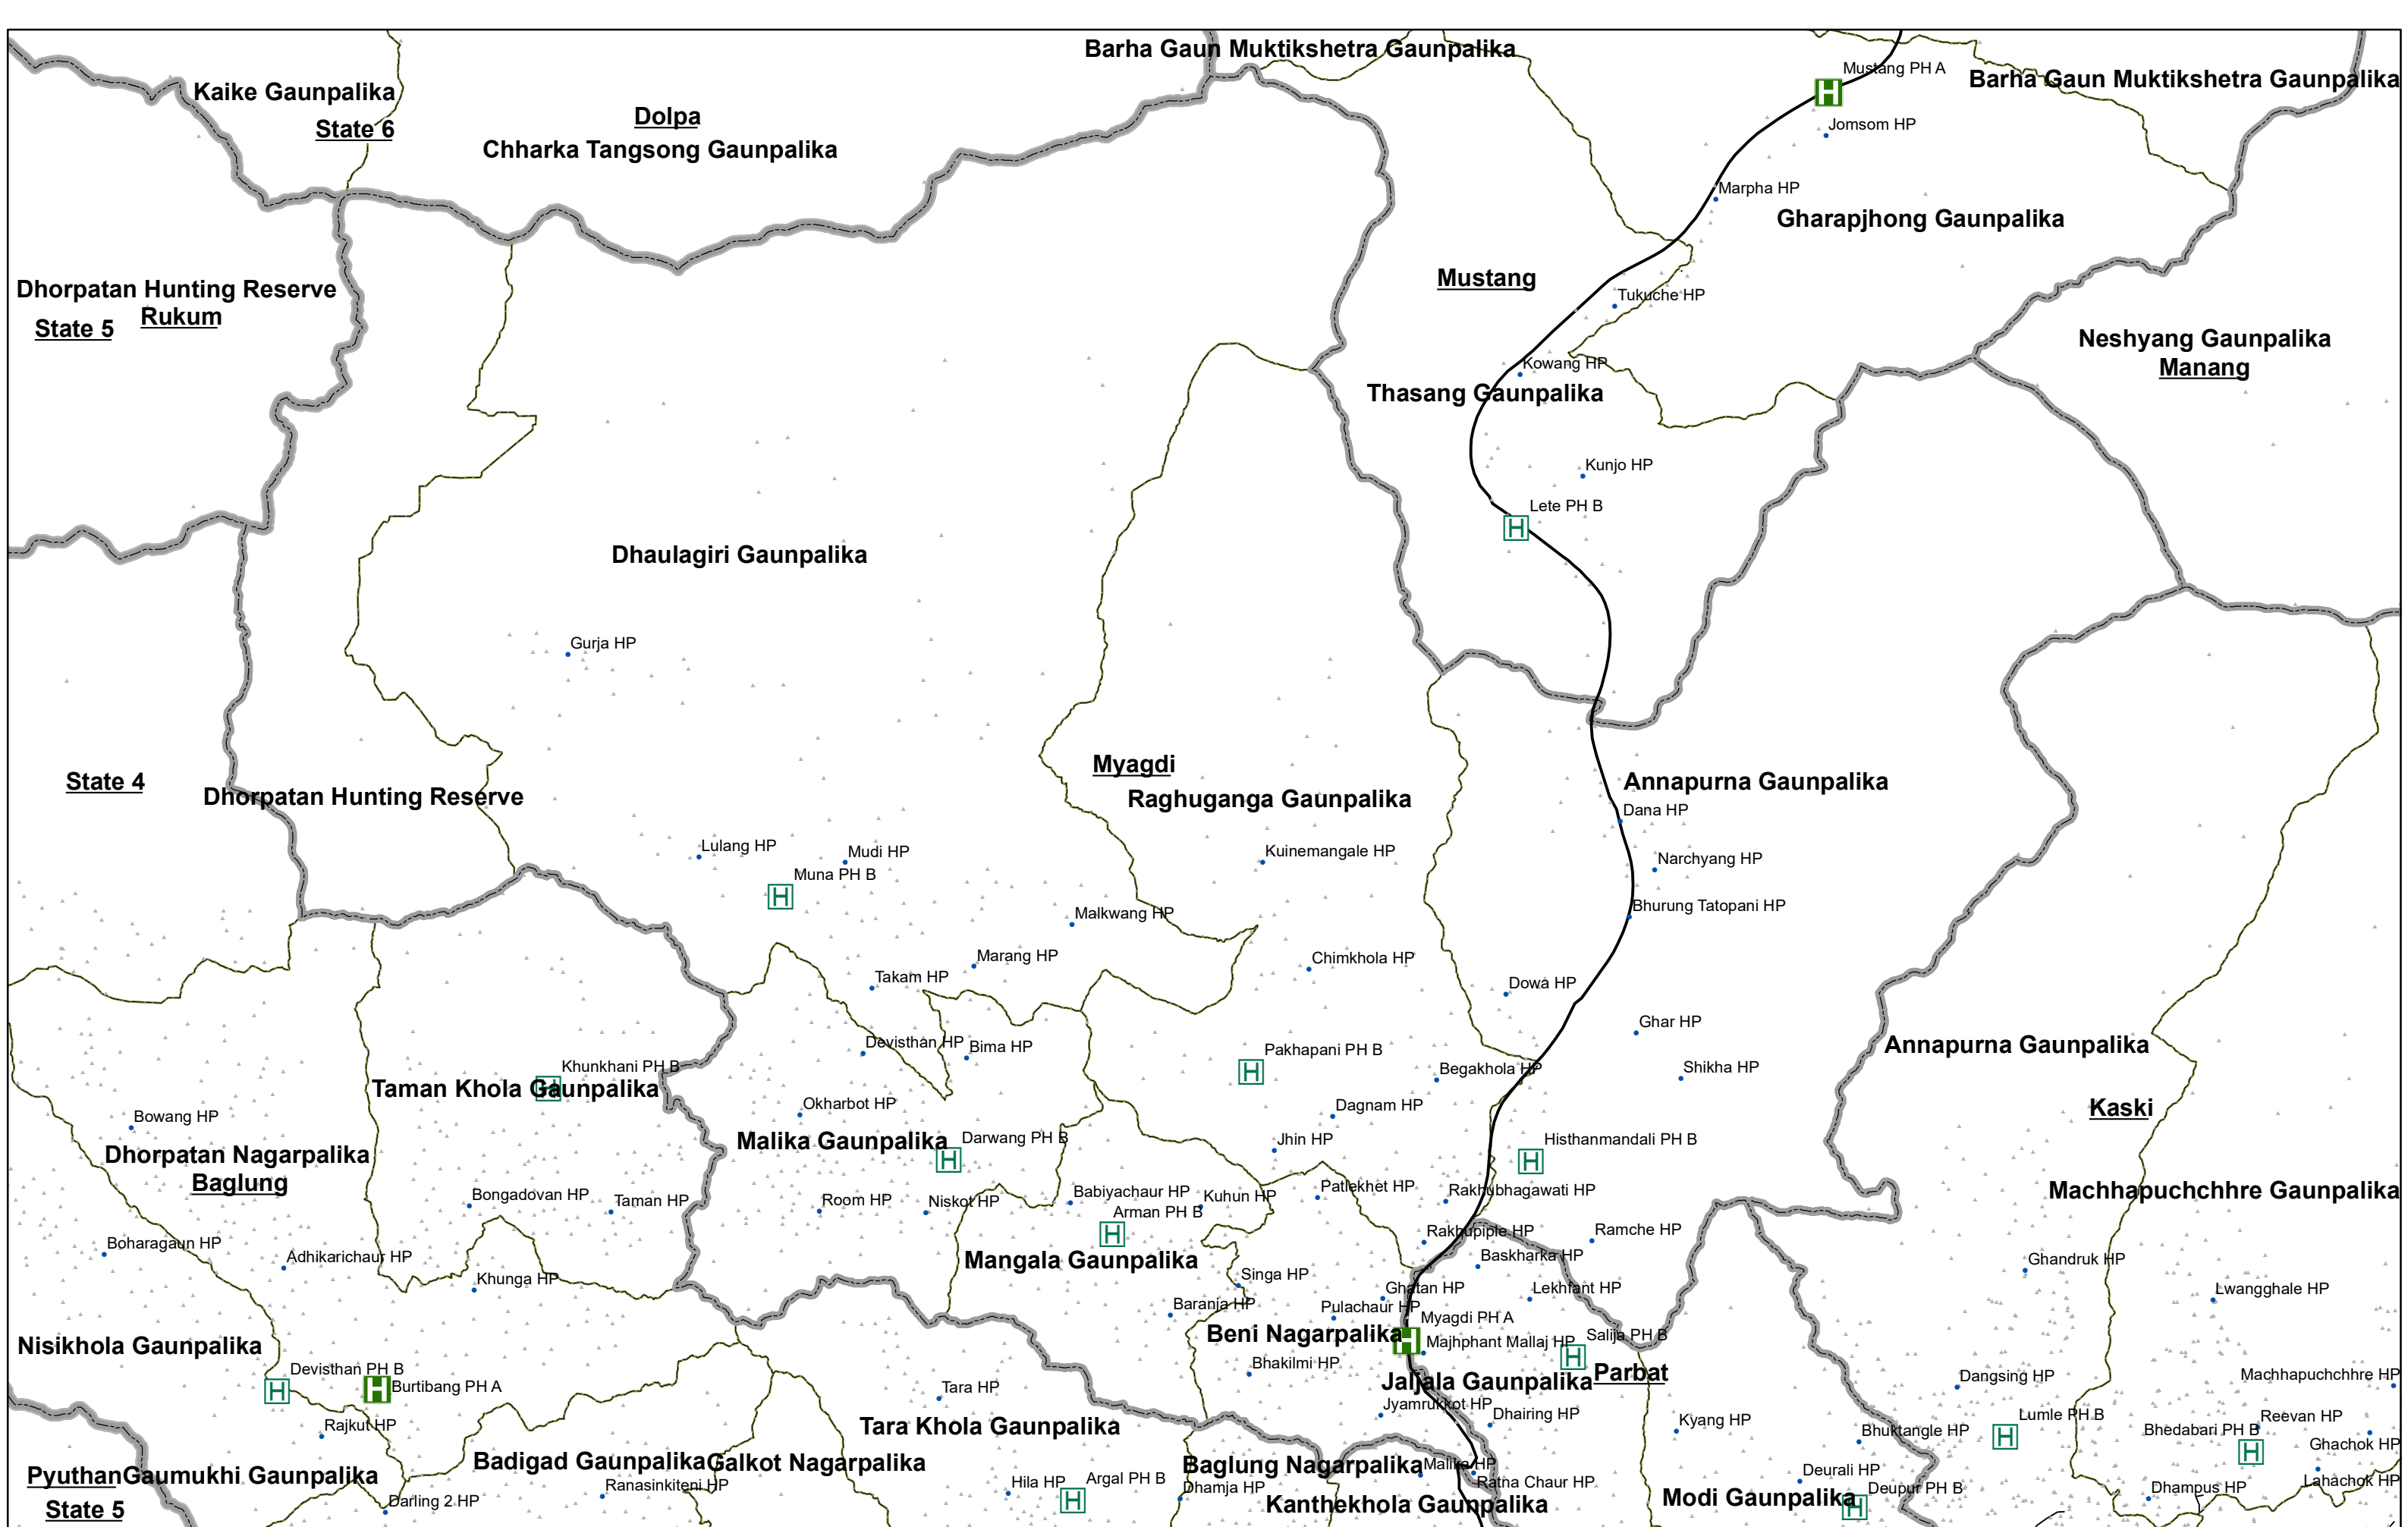 Barha Gaun Muktikshetra Gaunpalika
Mustang PH A
Barha Gaun Muktikshetra Gaunpalika
Kaike Gaunpalika
State 6
Dolpa
Chharka Tangsong Gaunpalika
Jomsom HP
Marpha HP
Gharapjhong Gaunpalika
Mustang
Dhorpatan Hunting Reserve
Rukum
State 5
Tukuche HP
Neshyang Gaunpalika
Manang
Kowang HP
Thasang Gaunpalika
Kunjo HP
Lete PH B
Dhaulagiri Gaunpalika
Gurja HP
Myagdi
Raghuganga Gaunpalika
State 4
Dhorpatan Hunting Reserve
Annapurna Gaunpalika
Dana HP
Lulang HP
Mudi HP
Muna PH B
Kuinemangale HP
Narchyang HP
Malkwang HP
Bhurung Tatopani HP
Marang HP
Takam HP
Chimkhola HP
Dowa HP
Ghar HP
Devisthan HP
Bima HP
Pakhapani PH B
Begakhola HP
Shikha HP
Annapurna Gaunpalika
Khunkhani PH B
Taman Khola Gaunpalika
Kaski
Bowang HP
Okharbot HP
Dagnam HP
Malika Gaunpalika
Darwang PH B
Jhin HP
Histhanmandali PH B
Dhorpatan Nagarpalika
Baglung
Bongadovan HP
Taman HP
Room HP
Niskot HP
Babiyachaur HP
Kuhun HP
Arman PH B
Patlekhet HP
Rakhubhagawati HP
Machhapuchchhre Gaunpalika
Boharagaun HP
Adhikarichaur HP
Khunga HP
Mangala Gaunpalika
Rakhupiple HP
Baskharka HP
Ramche HP
Ghandruk HP
Singa HP
Ghatan HP
Lekhfant HP
Lwangghale HP
Baranja HP
Pulachaur HP
Myagdi PH A
Beni Nagarpalika
Majhphant Mallaj HP
Salija PH B
Nisikhola Gaunpalika
Bhakilmi HP
Parbat
Jaljala Gaunpalika
Devisthan PH B
Burtibang PH A
Tara HP
Dangsing HP
Machhapuchchhre HP
Jyamrukkot HP
Dhairing HP
Rajkut HP
Tara Khola Gaunpalika
Kyang HP
Lumle PH B
Reevan HP
Bhuktangle HP
Bhedabari PH B
Ghachok HP
Pyuthan
Gaumukhi Gaunpalika
Badigad Gaunpalika
Galkot Nagarpalika
Baglung Nagarpalika
Malika HP
Ratna Chaur HP
Deurali HP
Lahachok HP
State 5
Darling 2 HP
Ranasinkiteni HP
Hila HP
Argal PH B
Dhamja HP
Kanthekhola Gaunpalika
Modi Gaunpalika
Deupur PH B
Dhampus HP